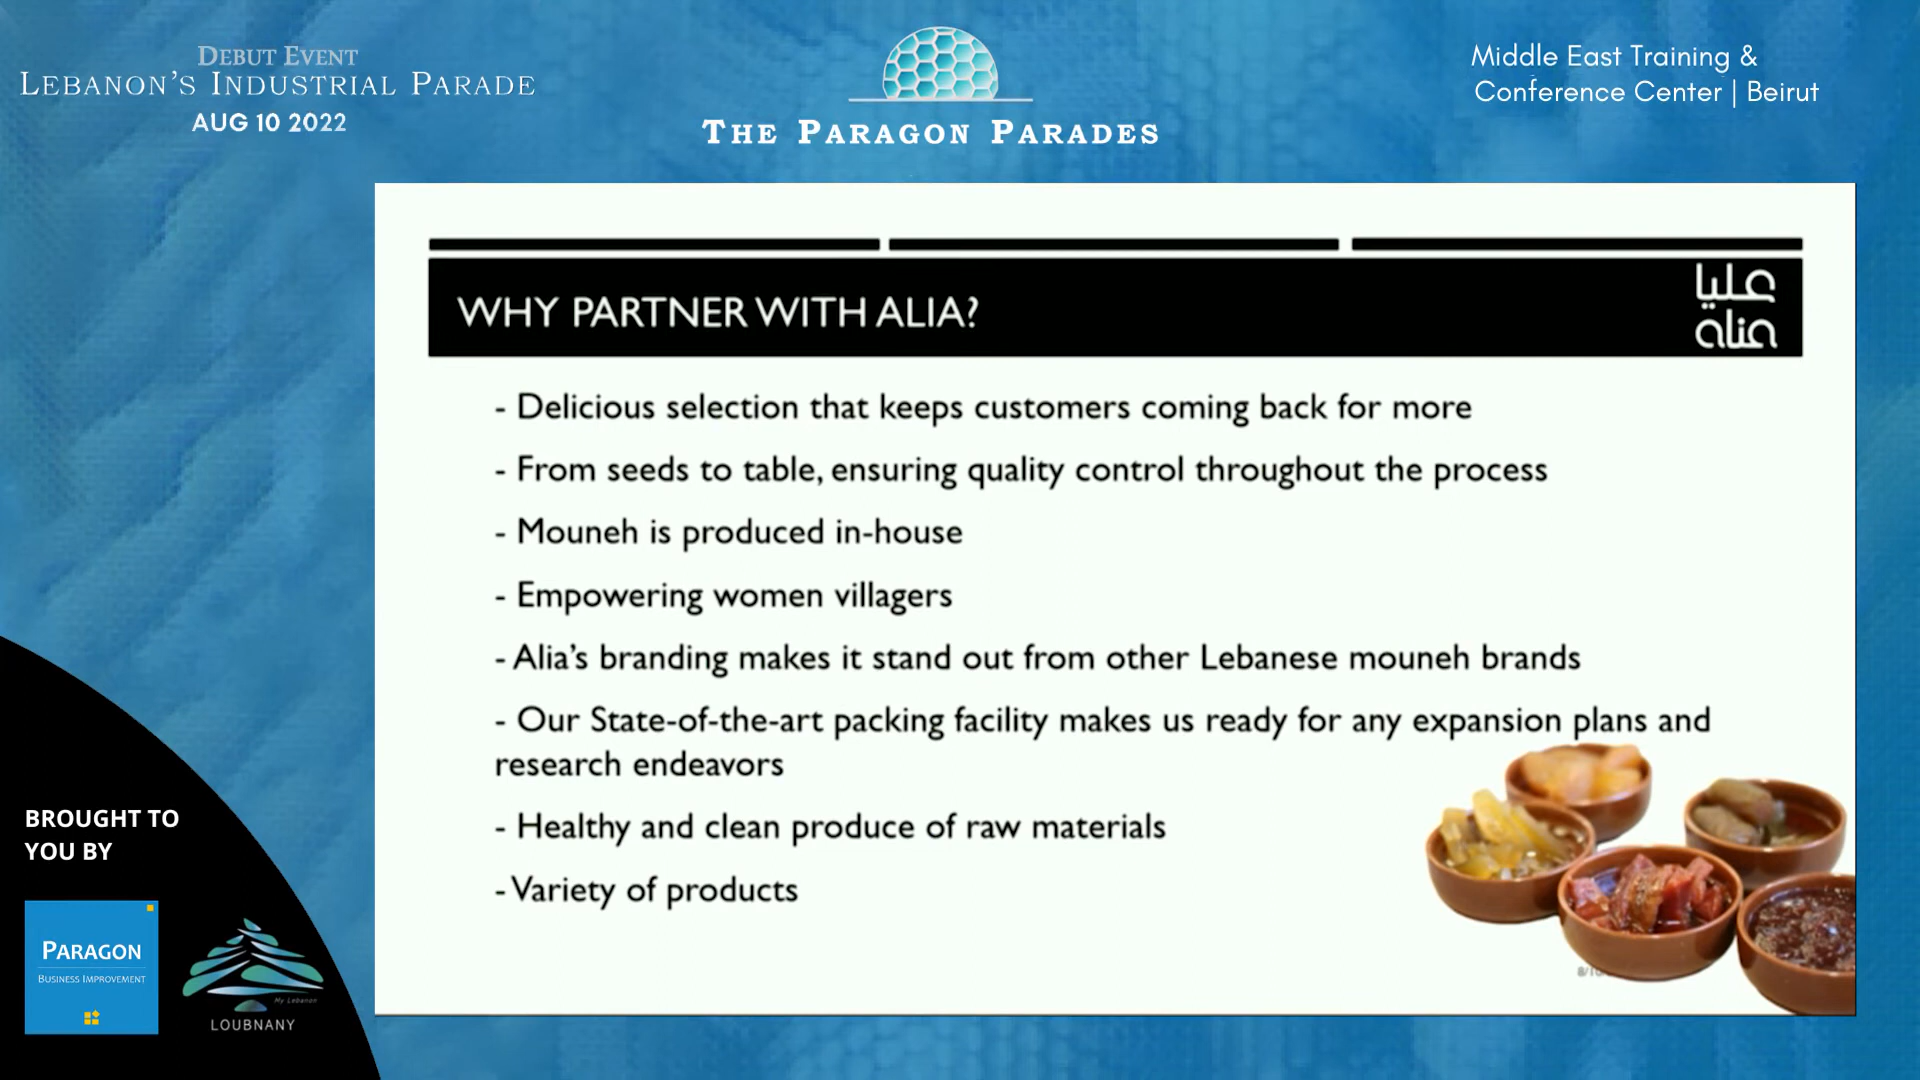 DEBUT EVENT
LEBANON'S INDUSTRIAL PARADE
AUG 10 2022
THE PARAGON PARADES
Middle East Training &
Conference Center | Beirut
WHY PARTNER WITH ALIA?
عليا
alia
- Delicious selection that keeps customers coming back for more
- From seeds to table, ensuring quality control throughout the process
- Mouneh is produced in-house
- Empowering women villagers
- Alia's branding makes it stand out from other Lebanese mouneh brands
- Our State-of-the-art packing facility makes us ready for any expansion plans and
research endeavors
- Healthy and clean produce of raw materials
- Variety of products
BROUGHT TO
YOU BY
PARAGON
BUSINESS IMPROVEMENT
My Lebanon
LOUBNANY